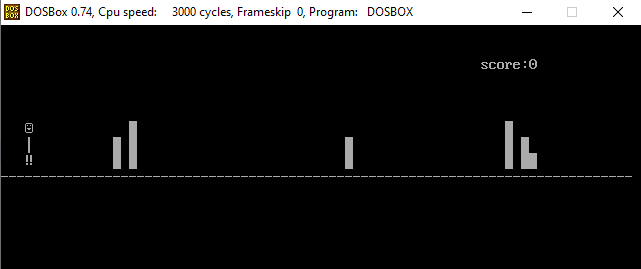 DOSBox 0.74, Cpu speed: 3000 cycles, Frameskip 0, Program: DOSBOX
score:0